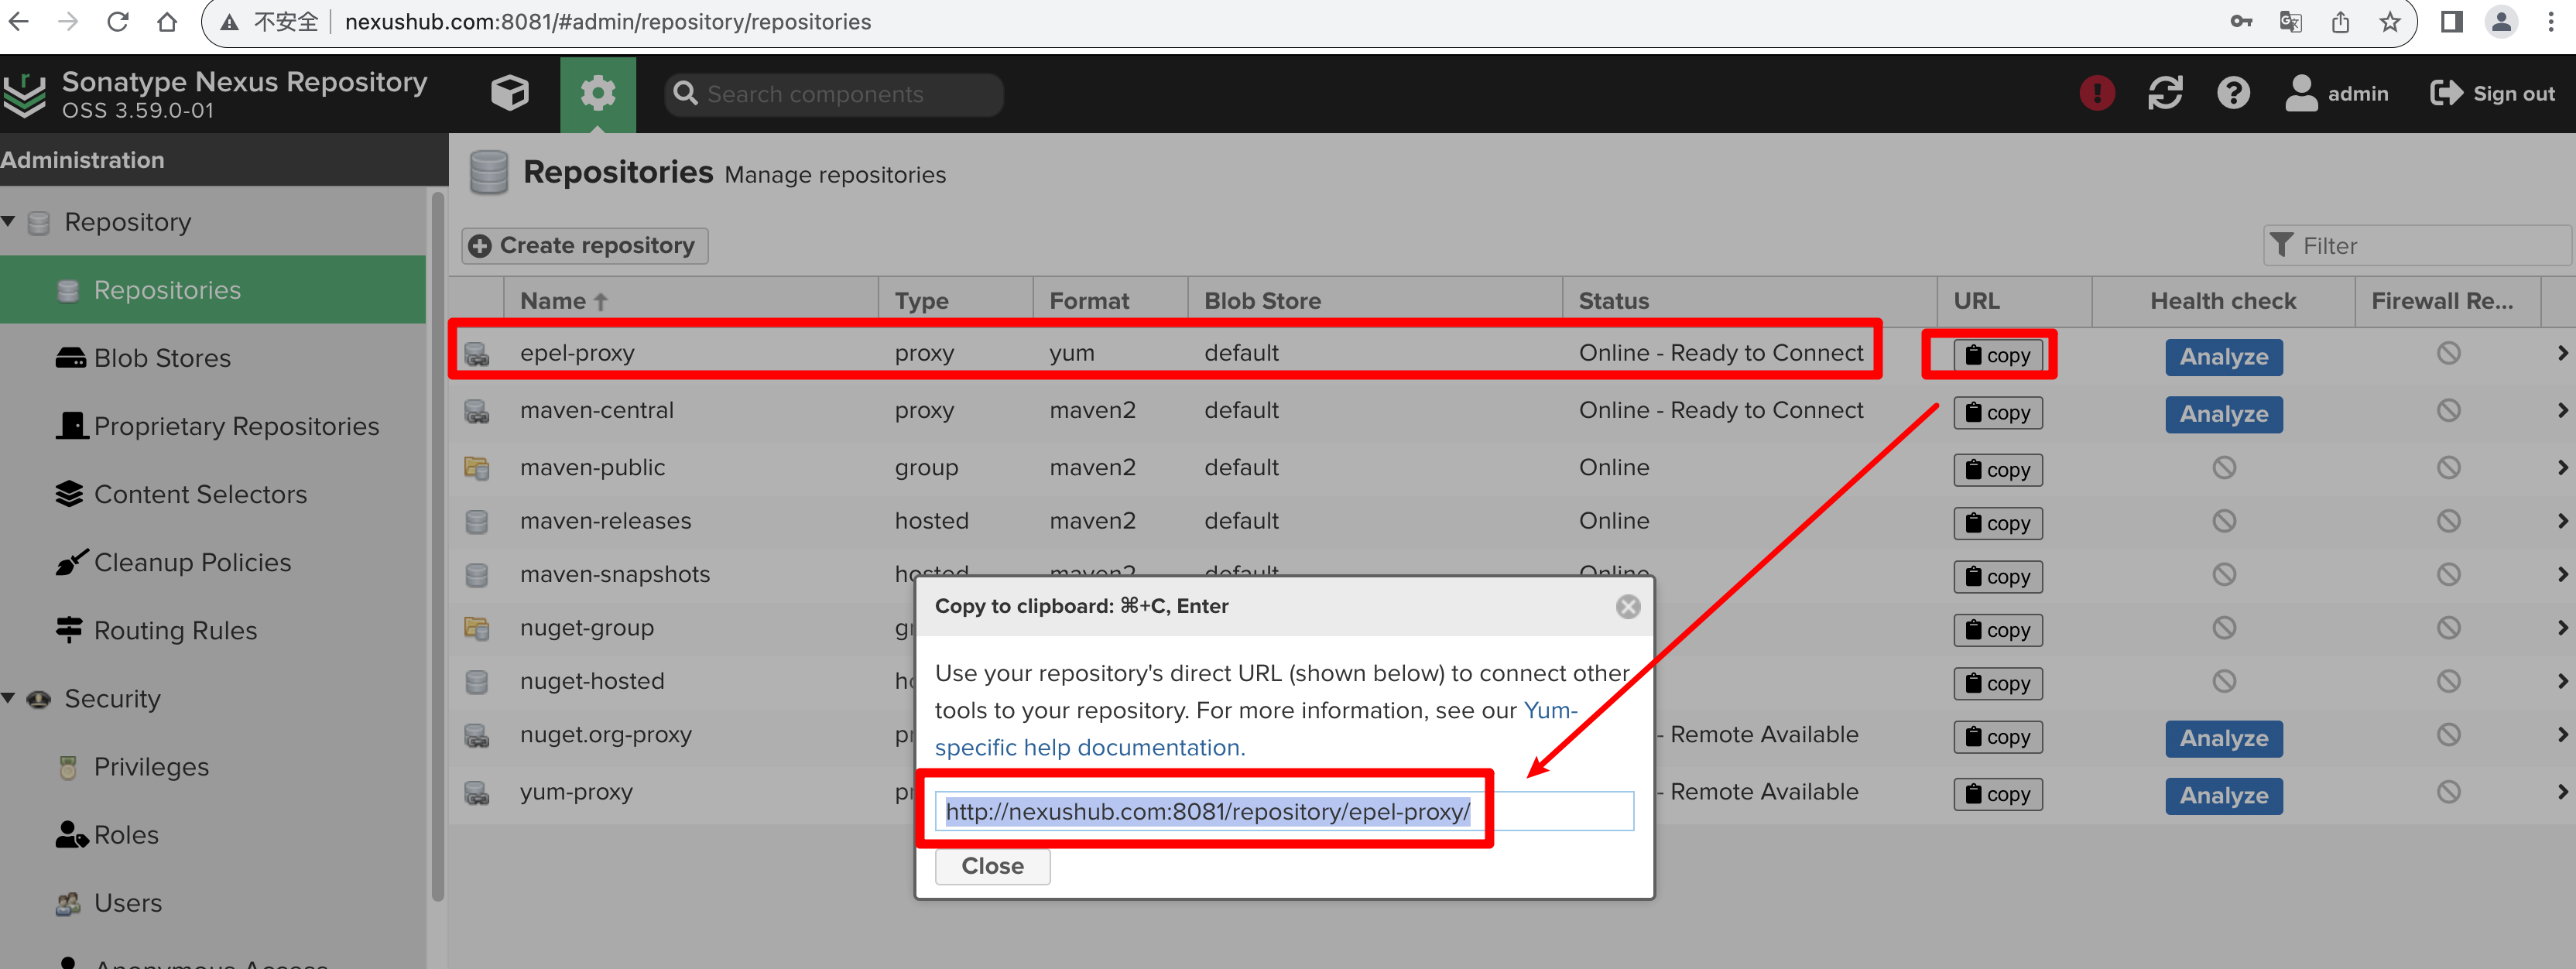 不安全 nexushub.com:8081/#admin/repository/repositories
Sonatype Nexus Repository
OSS 3.59.0-01
Search components
admin
Sign out
Administration
Repository
Repositories
Blob Stores
Proprietary Repositories
Content Selectors
Cleanup Policies
Routing Rules
Security
Privileges
Roles
Users
Anonymous Access
Repositories Manage repositories
Create repository
Filter
Name Type Format Blob Store Status URL Health check Firewall Re...
epel-proxy proxy yum default Online - Ready to Connect copy Analyze
maven-central proxy maven2 default Online - Ready to Connect copy Analyze
maven-public group maven2 default Online copy
maven-releases hosted maven2 default Online copy
maven-snapshots hosted maven2 default Online copy
nuget-group gr copy
nuget-hosted ho copy
nuget.org-proxy pr - Remote Available copy Analyze
yum-proxy pr - Remote Available copy Analyze
Copy to clipboard: ⌘+C, Enter
Use your repository's direct URL (shown below) to connect other
tools to your repository. For more information, see our Yum-
specific help documentation.
http://nexushub.com:8081/repository/epel-proxy/
Close